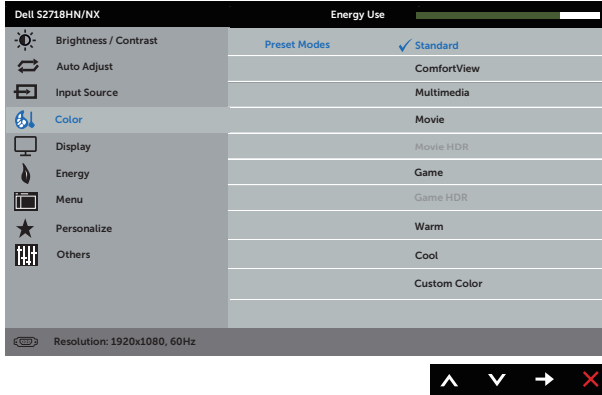 Dell S2718HN/NX Energy Use
Brightness / Contrast Preset Modes Standard
Auto Adjust ComfortView
Input Source Multimedia
Color Movie
Display Movie HDR
Energy Game
Menu Game HDR
Personalize Warm
Others Cool
Custom Color
Resolution: 1920x1080, 60Hz